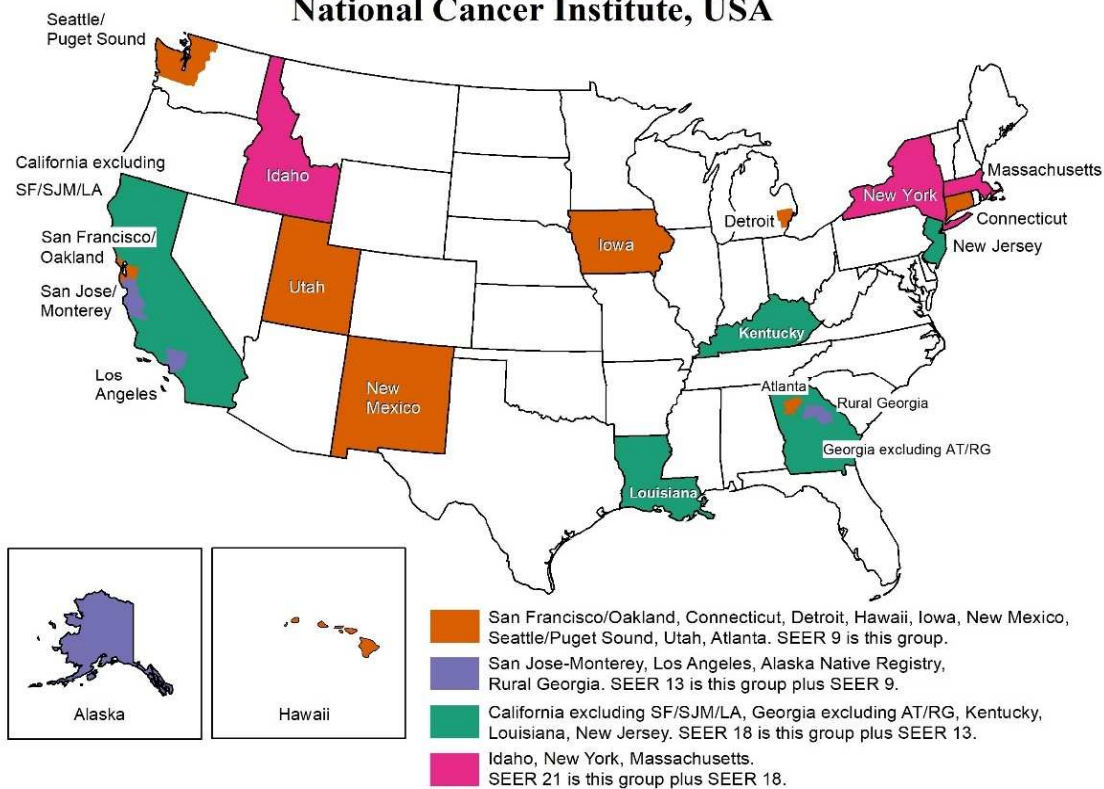 National Cancer Institute, USA
Seattle/
Puget Sound
California excluding
SF/SJM/LA
San Francisco/
Oakland
San Jose/
Monterey
Los
Angeles
Idaho
Utah
New
Mexico
Iowa
Detroit
New York
Massachusetts
Connecticut
New Jersey
Kentucky
Atlanta
Rural Georgia
Georgia excluding AT/RG
Louisiana
Alaska
Hawaii
San Francisco/Oakland, Connecticut, Detroit, Hawaii, Iowa, New Mexico,
Seattle/Puget Sound, Utah, Atlanta. SEER 9 is this group.
San Jose-Monterey, Los Angeles, Alaska Native Registry,
Rural Georgia. SEER 13 is this group plus SEER 9.
California excluding SF/SJM/LA, Georgia excluding AT/RG, Kentucky,
Louisiana, New Jersey. SEER 18 is this group plus SEER 13.
Idaho, New York, Massachusetts.
SEER 21 is this group plus SEER 18.